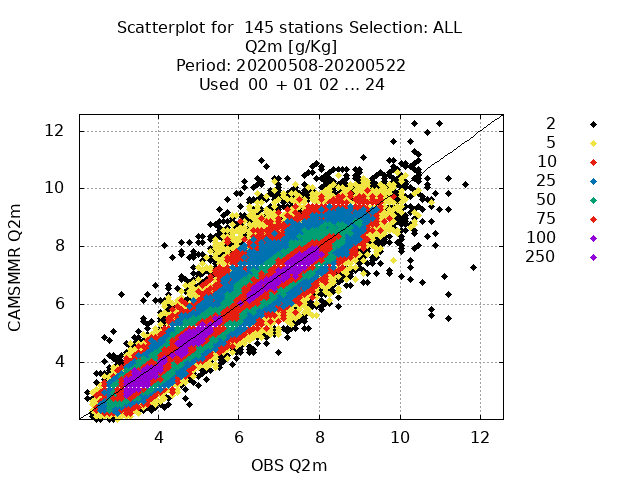 Scatterplot for 145 stations Selection: ALL
Q2m [g/Kg]
Period: 20200508-20200522
Used 00 + 01 02 ... 24
12
10
8
6
4
CAMSMMR Q2m
4 6 8 10 12
OBS Q2m
2
5
10
25
50
75
100
250